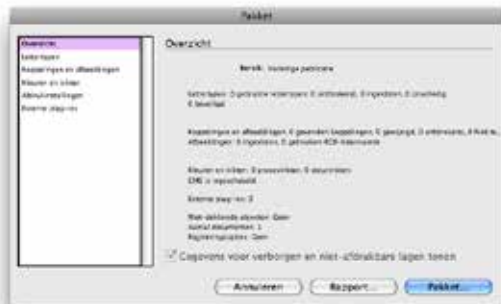 Pakket
Overzicht
Lettertypen
Koppelingen en afbeeldingen
Kleuren en inkten
Afdrukinstellingen
Externe plug-ins
Overzicht
Bereik: Volledige publicatie
Lettertypen: 0 gebruikte lettertypen, 0 ontbrekend, 0 ingesloten, 0 onvolledig
0 beveiligd
Koppelingen en afbeeldingen: 0 gevonden koppelingen; 0 gewijzigd, 0 ontbrekend, 0
Afbeeldingen: 0 ingesloten, 0 gebruiken RGB-kleurruimte
Kleuren en inkten: 0 procesinkten; 0 steuninkten
CMS is ingeschakeld
Externe plug-ins: 0
Niet-dekkende objecten: Geen
Aantal documenten: 1
Geen
Gegevens voor verborgen en niet-afdrukbare lagen tonen
Annuleren Rapport... Pakket...